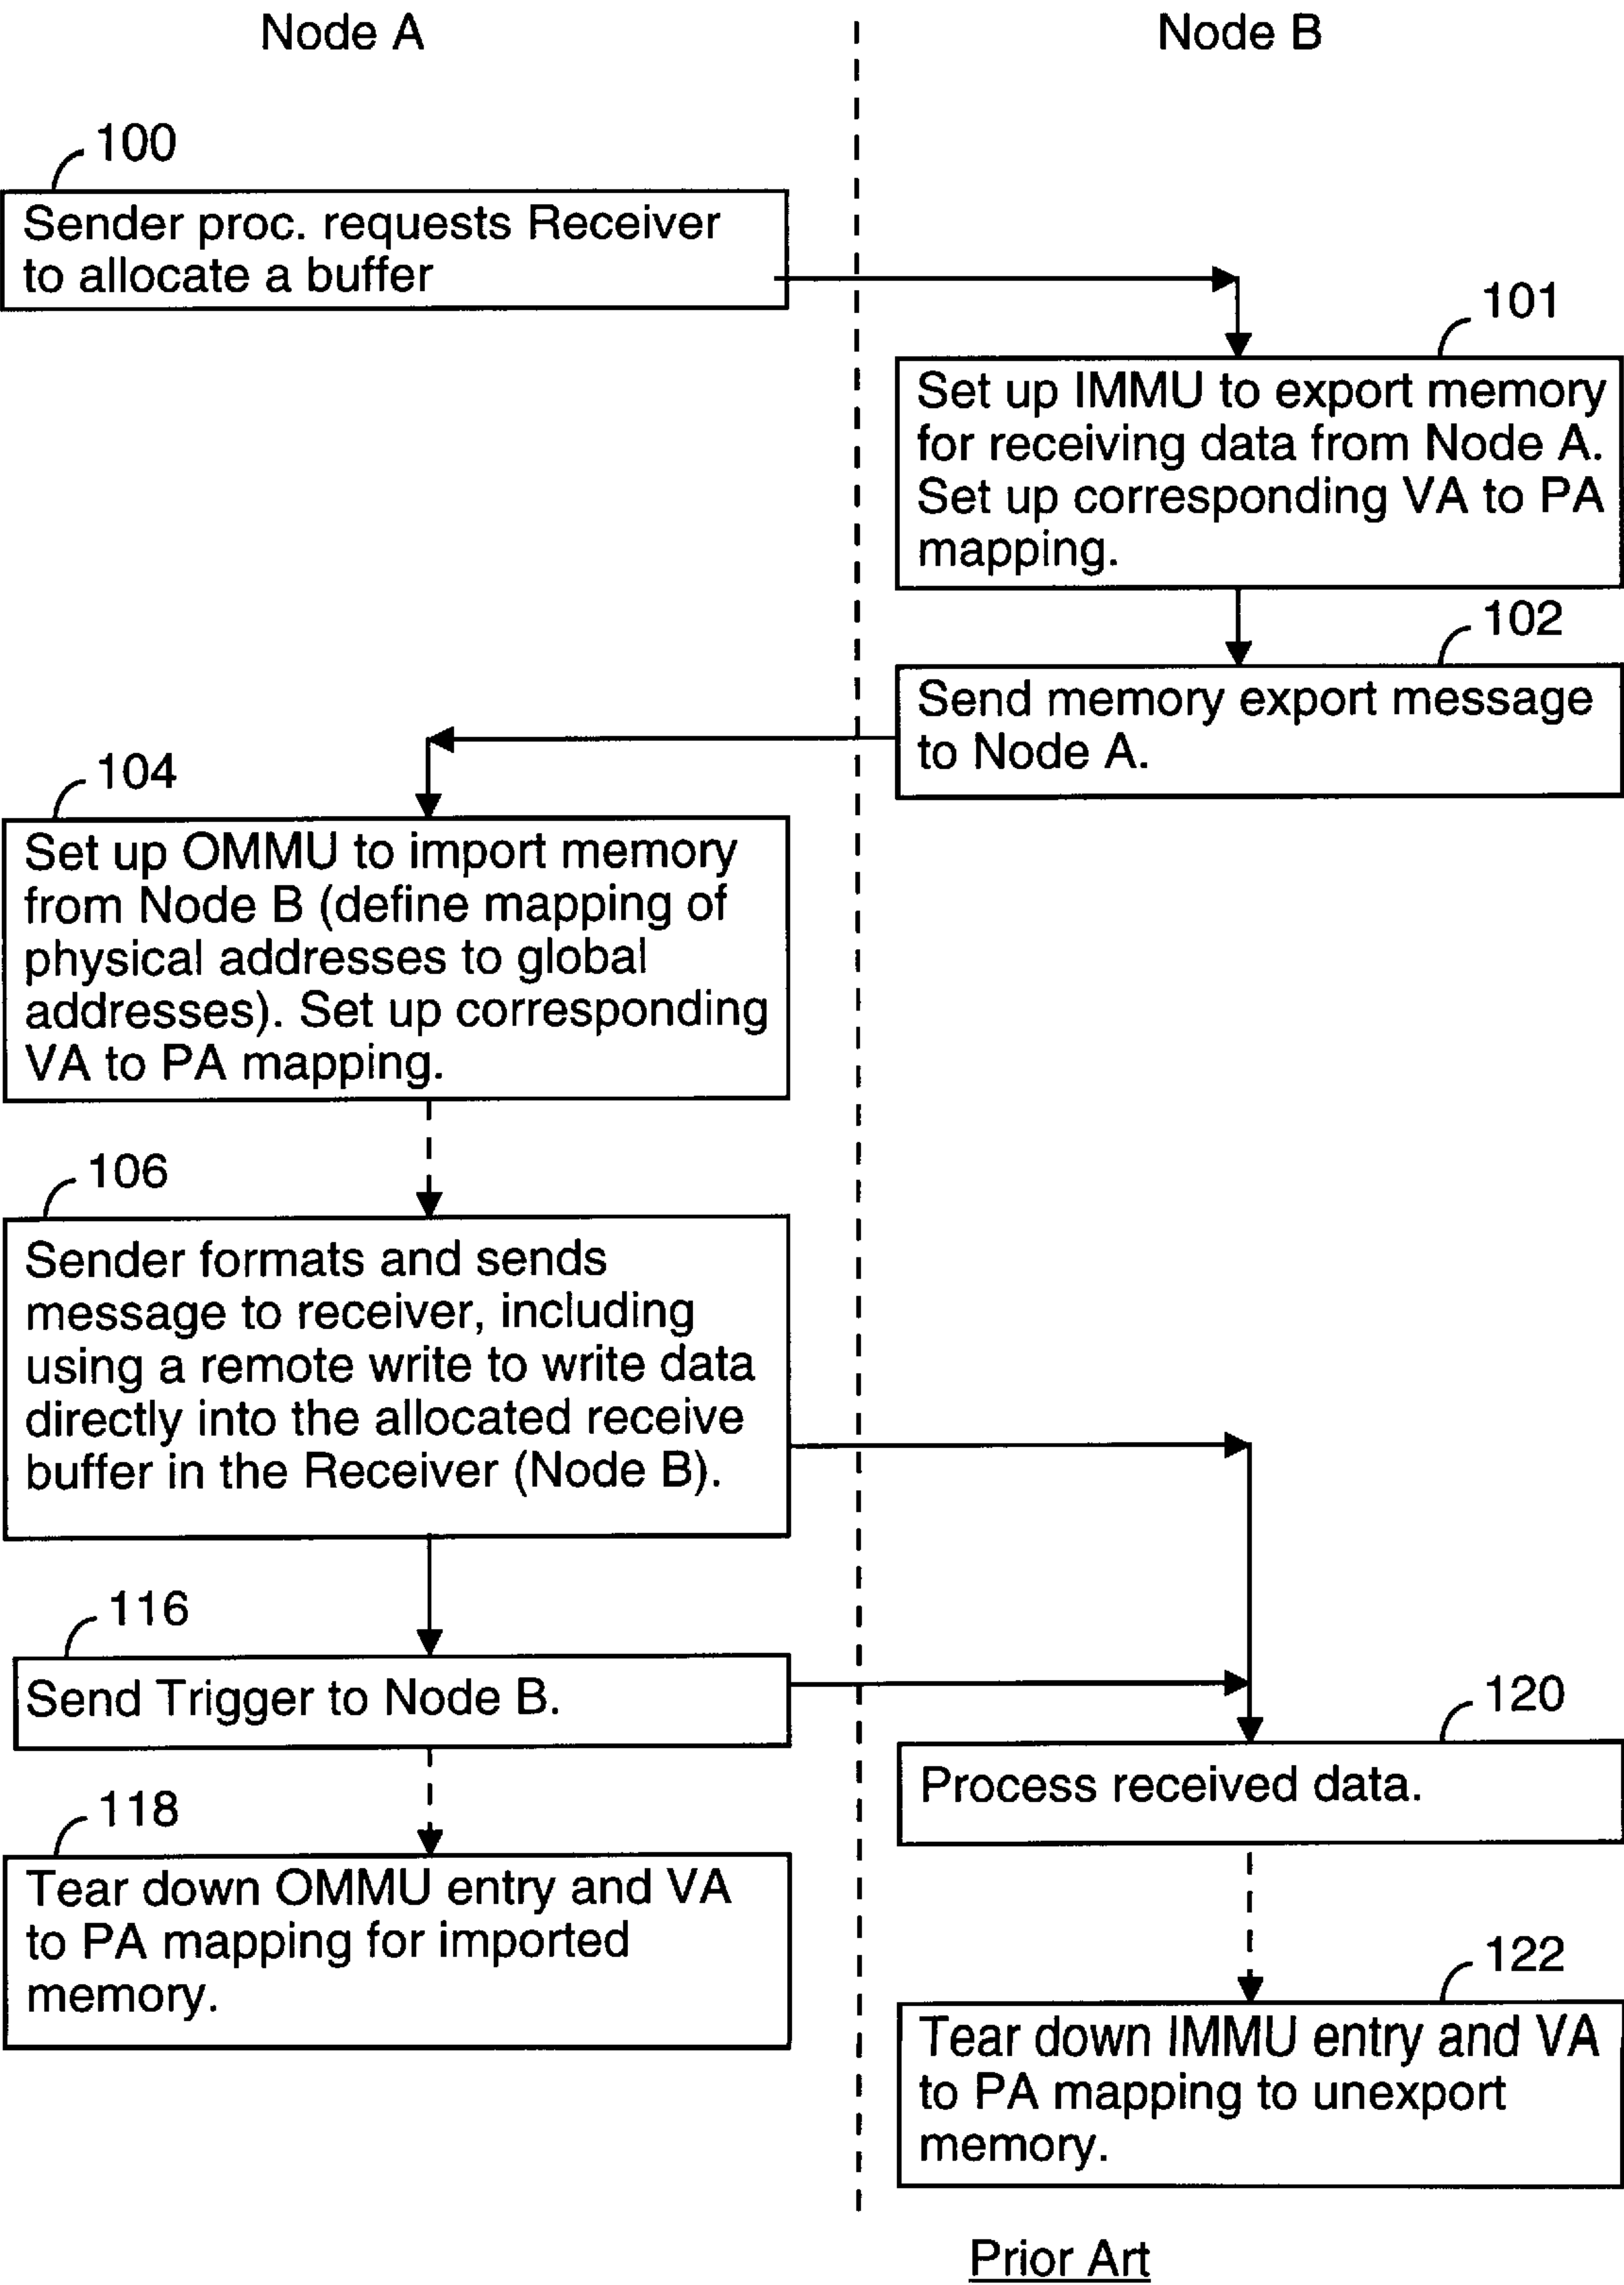 Node A
Node B
100
Sender proc. requests Receiver
to allocate a buffer
101
Set up IMMU to export memory
for receiving data from Node A.
Set up corresponding VA to PA
mapping.
102
Send memory export message
to Node A.
104
Set up OMMU to import memory
from Node B (define mapping of
physical addresses to global
addresses). Set up corresponding
VA to PA mapping.
106
Sender formats and sends
message to receiver, including
using a remote write to write data
directly into the allocated receive
buffer in the Receiver (Node B).
116
Send Trigger to Node B.
120
Process received data.
118
Tear down OMMU entry and VA
to PA mapping for imported
memory.
122
Tear down IMMU entry and VA
to PA mapping to unexport
memory.
Prior Art